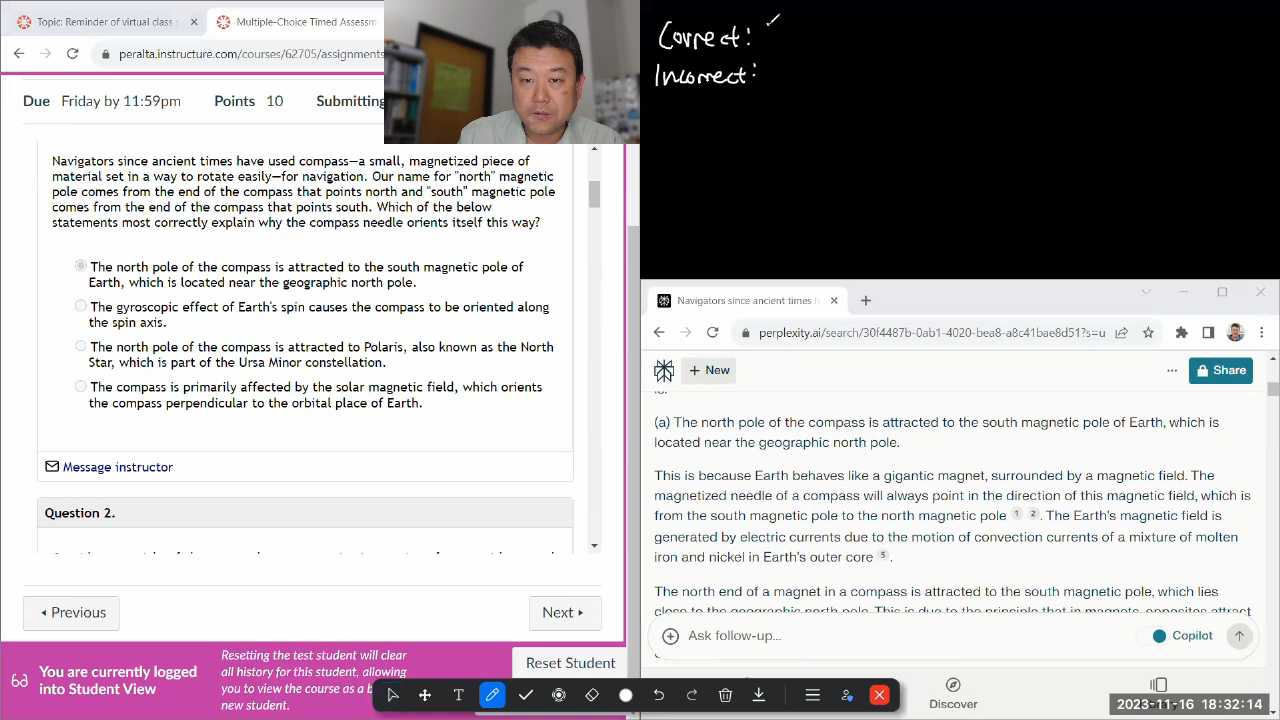 Topic: Reminder of virtual class s
Multiple-Choice Timed Assessm
peralta.instructure.com/courses/62705/assignments
Due Friday by 11:59pm Points 10 Submitting
Navigators since ancient times have used compass—a small, magnetized piece of
material set in a way to rotate easily—for navigation. Our name for "north" magnetic
pole comes from the end of the compass that points north and "south" magnetic pole
comes from the end of the compass that points south. Which of the below
statements most correctly explain why the compass needle orients itself this way?
The north pole of the compass is attracted to the south magnetic pole of
Earth, which is located near the geographic north pole.
The gyroscopic effect of Earth's spin causes the compass to be oriented along
the spin axis.
The north pole of the compass is attracted to Polaris, also known as the North
Star, which is part of the Ursa Minor constellation.
The compass is primarily affected by the solar magnetic field, which orients
the compass perpendicular to the orbital place of Earth.
Message instructor
Question 2.
Previous
Next
You are currently logged
into Student View
Resetting the test student will clear
all history for this student, allowing
you to view the course as a b
new student.
Reset Student
Correct:
Incorrect:
Navigators since ancient times h
perplexity.ai/search/30f4487b-0ab1-4020-bea8-a8c41bae8d51?s=u
New
Share
(a) The north pole of the compass is attracted to the south magnetic pole of Earth, which is
located near the geographic north pole.
This is because Earth behaves like a gigantic magnet, surrounded by a magnetic field. The
magnetized needle of a compass will always point in the direction of this magnetic field, which is
from the south magnetic pole to the north magnetic pole 1 2. The Earth's magnetic field is
generated by electric currents due to the motion of convection currents of a mixture of molten
iron and nickel in Earth's outer core 5.
The north end of a magnet in a compass is attracted to the south magnetic pole, which lies
close to the geographic north pole. This is due to the principle that in magnets, opposites attract
Ask follow-up...
Copilot
Discover
2023-11-16 18:32:14